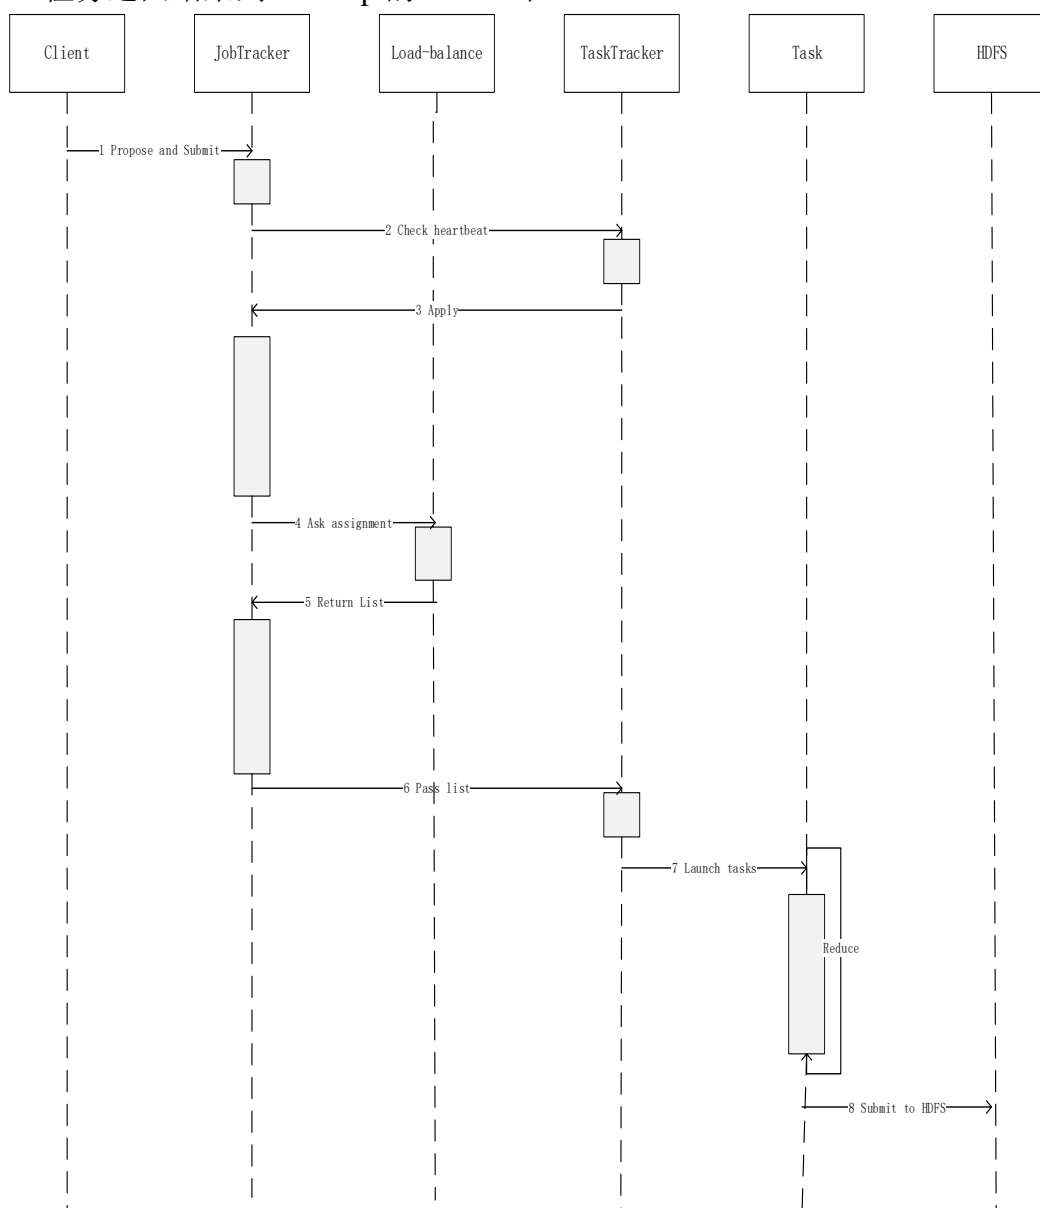 Client JobTracker Load-balance TaskTracker Task HDFS
1 Propose and Submit
2 Check heartbeat
3 Apply
4 Ask assignment
5 Return List
6 Pass list
7 Launch tasks
Reduce
8 Submit to HDFS